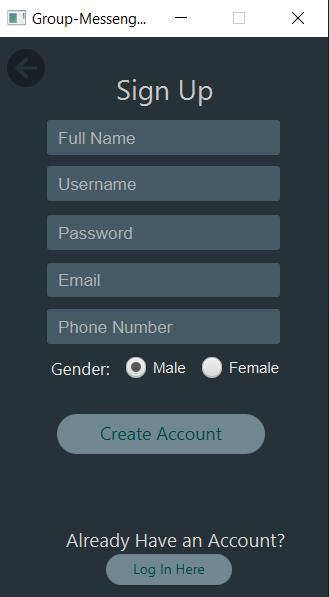 Group-Messeng...
Sign Up
Full Name
Username
Password
Email
Phone Number
Gender: Male Female
Create Account
Already Have an Account?
Log In Here